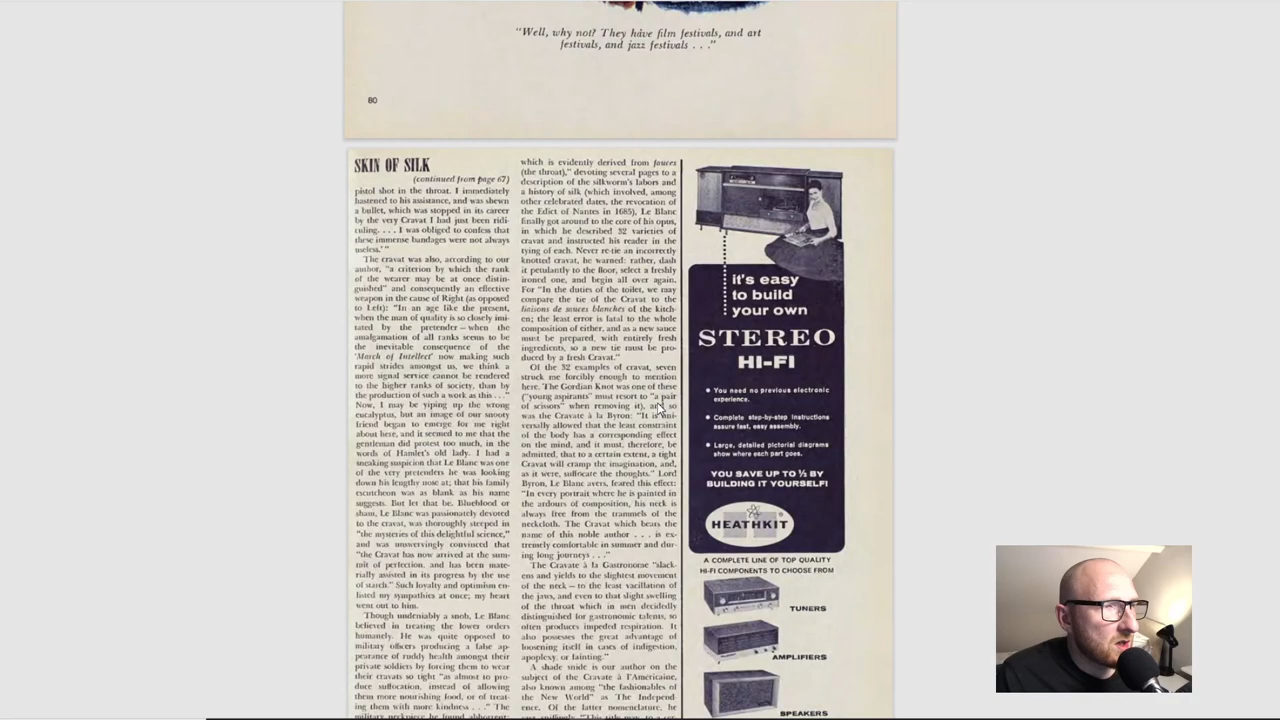 "Well, why not? They have film festivals, and art
festivals, and jazz festivals . . ."
80
SKIN OF SILK
(continued from page 67)
pistol shot in the throat. I immediately
hastened to his assistance, and was shewn
a bullet, which was stopped in its career
by the very Cravat I had just been ridi-
culing. . . . I was obliged to confess that
these immense bandages were not always
useless.' "
The cravat was also, according to our
author, "a criterion by which the rank
of the wearer may be at once distin-
guished" and consequently an effective
weapon in the cause of Right (as opposed
to Left): "In an age like the present,
when the man of quality is so closely imi-
tated by the pretender — when the
amalgamation of all ranks seems to be
the inevitable consequence of the
'March of Intellect' now making such
rapid strides amongst us, we think a
more signal service cannot be rendered
to the higher ranks of society, than by
the production of such a work as this . . ."
Now, I may be yiping up the wrong
eucalyptus, but an image of our snooty
friend began to emerge for me right
about here, and it seemed to me that the
gentleman did protest too much, in the
words of Hamlet's old lady. I had a
sneaking suspicion that Le Blanc was one
of the very pretenders he was looking
down his lengthy nose at; that his family
escutcheon was as blank as his name
suggests. But let that be. Blueblood or
sham, Le Blanc was passionately devoted
to the cravat, was thoroughly steeped in
"the mysteries of this delightful science,"
and was unswervingly convinced that
"the Cravat has now arrived at the sum-
mit of perfection, and has been mate-
rially assisted in its progress by the use
of starch." Such loyalty and optimism en-
listed my sympathies at once; my heart
went out to him.
Though undeniably a snob, Le Blanc
believed in treating the lower orders
humanely. He was quite opposed to
military officers producing a false ap-
pearance of ruddy health amongst their
private soldiers by forcing them to wear
their cravats so tight "as almost to pro-
duce suffocation, instead of allowing
them more nourishing food, or of treat-
ing them with more kindness . . ." The
military neckpiece he found abhorrent:
which is evidently derived from fauces
(the throat)," devoting several pages to a
description of the silkworm's labors and
a history of silk (which involved, among
other celebrated dates, the revocation of
the Edict of Nantes in 1685), Le Blanc
finally got around to the core of his opus,
in which he described 32 varieties of
cravat and instructed his reader in the
tying of each. Never re-tie an incorrectly
knotted cravat, he warned: rather, dash
it petulantly to the floor, select a freshly
ironed one, and begin all over again.
For "In the duties of the toilet, we may
compare the tie of the Cravat to the
liaisons de sauces blanches of the kitch-
en; the least error is fatal to the whole
composition of either, and as a new sauce
must be prepared, with entirely fresh
ingredients, so a new tie must be pro-
duced by a fresh Cravat."
Of the 32 examples of cravat, seven
struck me forcibly enough to mention
here. The Gordian Knot was one of these
("young aspirants" must resort to "a pair
of scissors" when removing it), and so
was the Cravate à la Byron: "It is uni-
versally allowed that the least constraint
of the body has a corresponding effect
on the mind, and it must, therefore, be
admitted, that to a certain extent, a tight
Cravat will cramp the imagination, and,
as it were, suffocate the thoughts." Lord
Byron, Le Blanc avers, feared this effect:
"In every portrait where he is painted in
the ardours of composition, his neck is
always free from the trammels of the
neckcloth. The Cravat which bears the
name of this noble author . . . is ex-
tremely comfortable in summer and dur-
ing long journeys . . ."
The Cravate à la Gastronome "slack-
ens and yields to the slightest movement
of the neck — to the least vacillation of
the jaws, and even to that slight swelling
of the throat which in men decidedly
distinguished for gastronomic talents, so
often produces impeded respiration. It
also possesses the great advantage of
loosening itself in cases of indigestion,
apoplexy, or fainting."
A shade snide is our author on the
subject of the Cravate à l'Américaine,
also known among "the fashionables of
the New World" as The Independ-
ence. Of the latter nomenclature, he
it's easy
to build
your own
STEREO
HI-FI
• You need no previous electronic
experience.
• Complete step-by-step instructions
assure fast, easy assembly.
• Large, detailed pictorial diagrams
show where each part goes.
YOU SAVE UP TO ½ BY
BUILDING IT YOURSELF!
HEATHKIT
A COMPLETE LINE OF TOP QUALITY
HI-FI COMPONENTS TO CHOOSE FROM
TUNERS
AMPLIFIERS
SPEAKERS